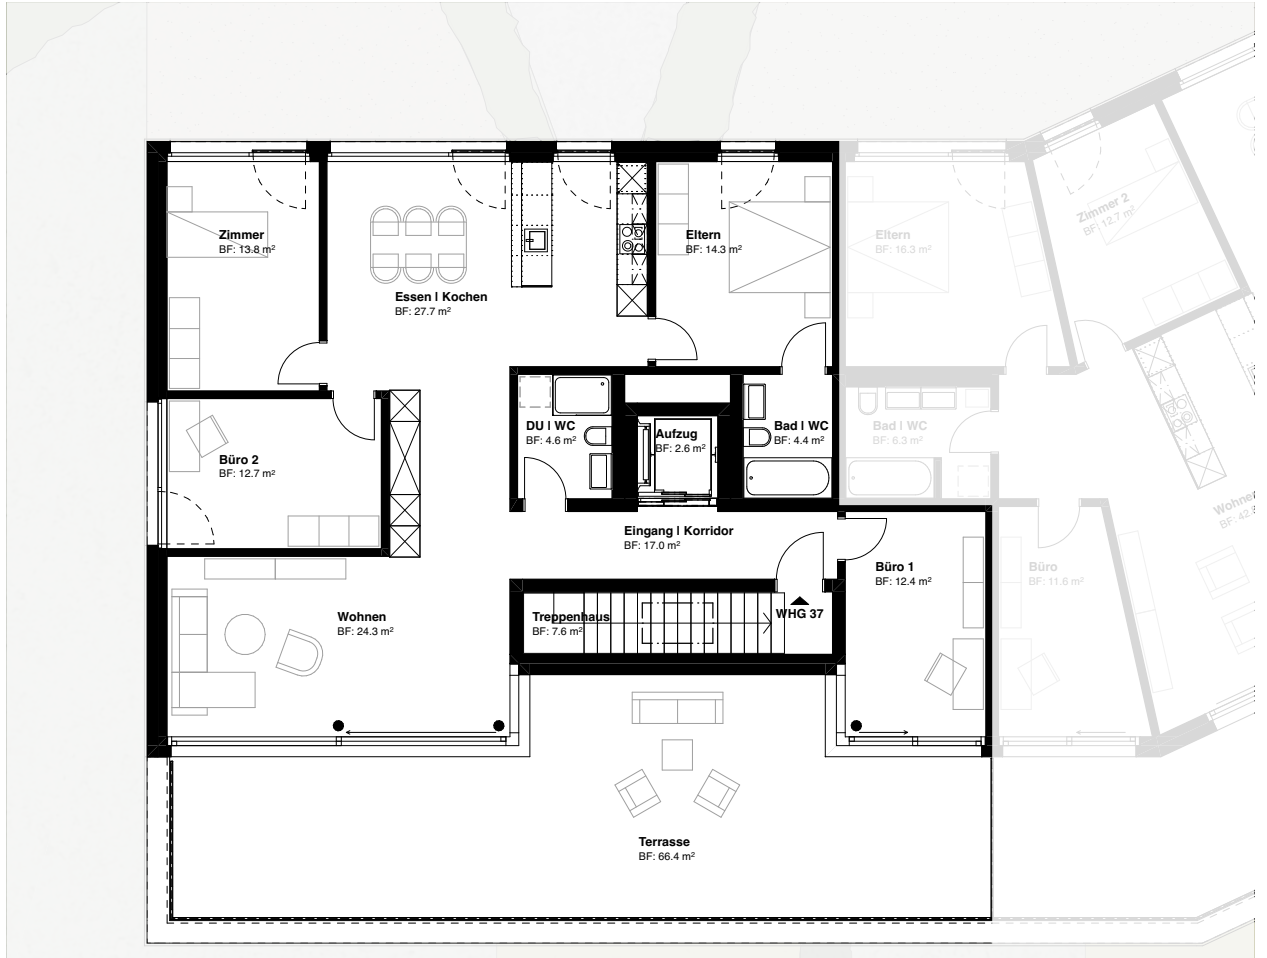 Zimmer
BF: 13.8 m²
Essen | Kochen
BF: 27.7 m²
Eltern
BF: 14.3 m²
Eltern
BF: 16.3 m²
Zimmer 2
BF: 12.7 m²
Büro 2
BF: 12.7 m²
DU | WC
BF: 4.6 m²
Aufzug
BF: 2.6 m²
Bad | WC
BF: 4.4 m²
Bad | WC
BF: 6.3 m²
Eingang | Korridor
BF: 17.0 m²
Wohnen
BF: 42.
Wohnen
BF: 24.3 m²
Treppenhaus
BF: 7.6 m²
WHG 37
Büro 1
BF: 12.4 m²
Büro
BF: 11.6 m²
Terrasse
BF: 66.4 m²